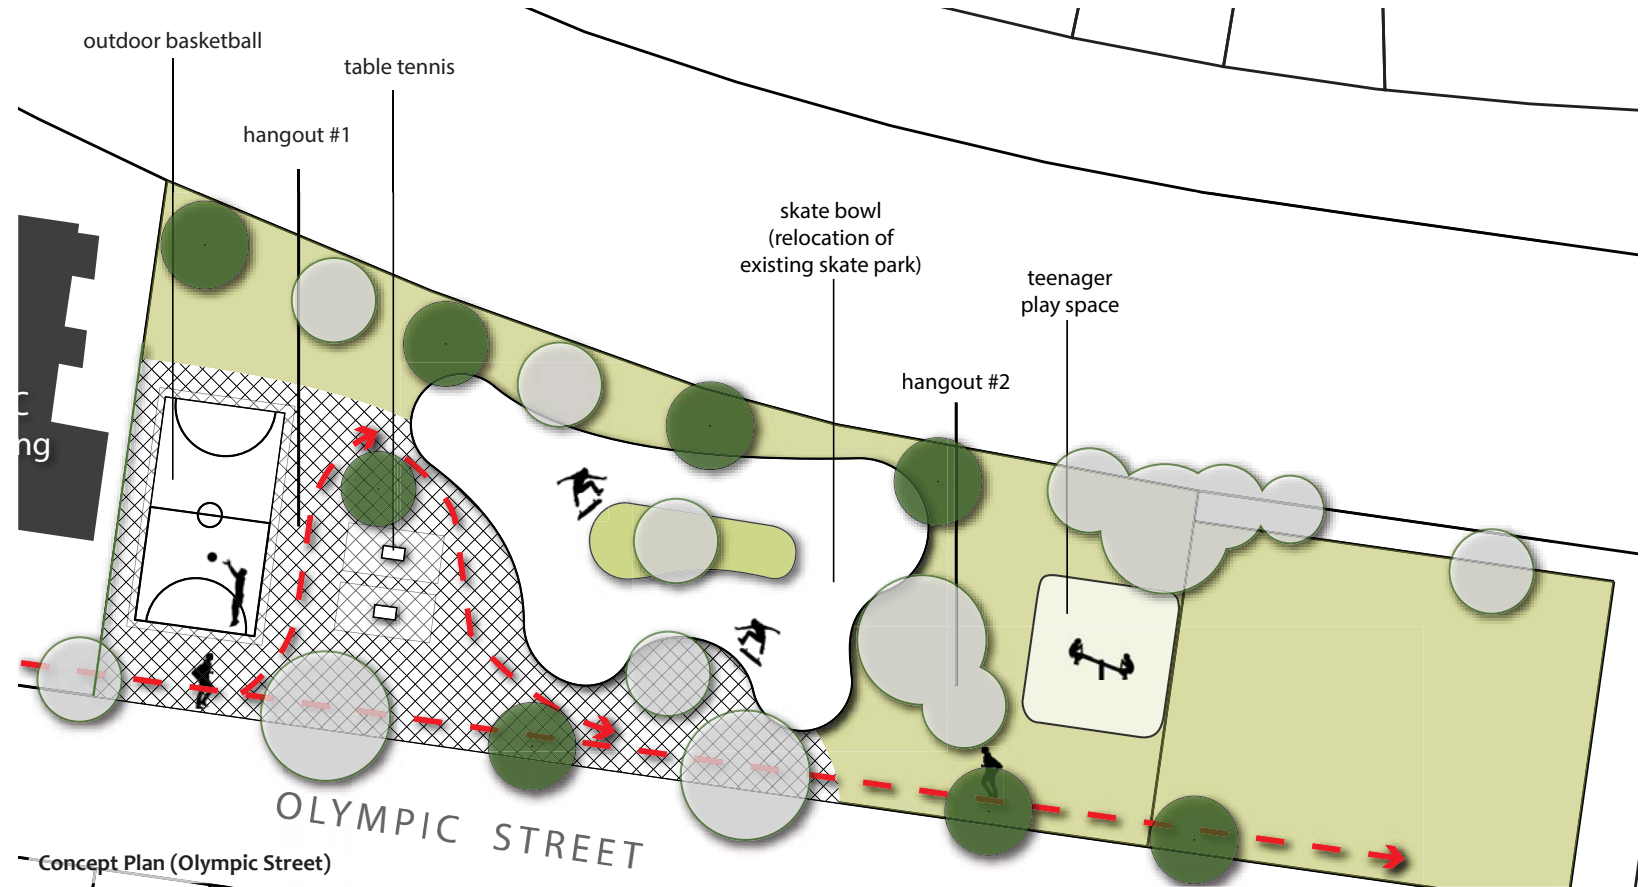 outdoor basketball
table tennis
hangout #1
skate bowl
(relocation of
existing skate park)
teenager
play space
hangout #2
C
ng
OLYMPIC STREET
Concept Plan (Olympic Street)